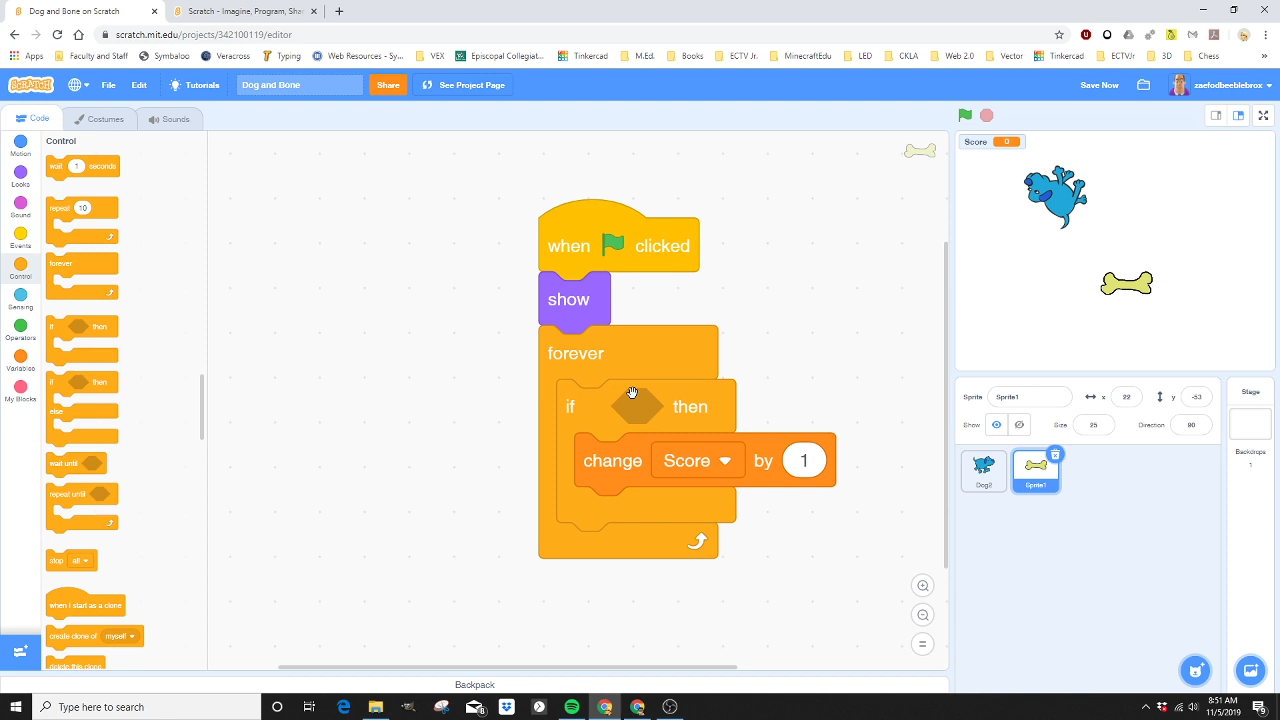 Dog and Bone on Scratch
Scratch - Imagine, Program, Shar
scratch.mit.edu/projects/342100119/editor
Apps
Faculty and Staff
Symbaloo
Veracross
Typing
Web Resources - Sy...
VEX
Episcopal Collegiat...
Tinkercad
M.Ed.
Books
ECTV Jr.
MinecraftEdu
LED
CKLA
Web 2.0
Vector
Tinkercad
ECTVJr
3D
Chess
SCRATCH
File
Edit
Tutorials
Dog and Bone
Share
See Project Page
Save Now
zaefodbeeblebrox
Code
Costumes
Sounds
Motion
Looks
Sound
Events
Control
Sensing
Operators
Variables
My Blocks
Control
wait 1 seconds
repeat 10
forever
if then
if then
else
wait until
repeat until
stop all
when I start as a clone
create clone of myself
delete this clone
when clicked
show
forever
if then
change Score by 1
Backpack
Score 0
Sprite Sprite1 x 22 y -53
Show Size 25 Direction 90
Dog2
Sprite1
Stage
Backdrops
1
Type here to search
8:51 AM
11/5/2019